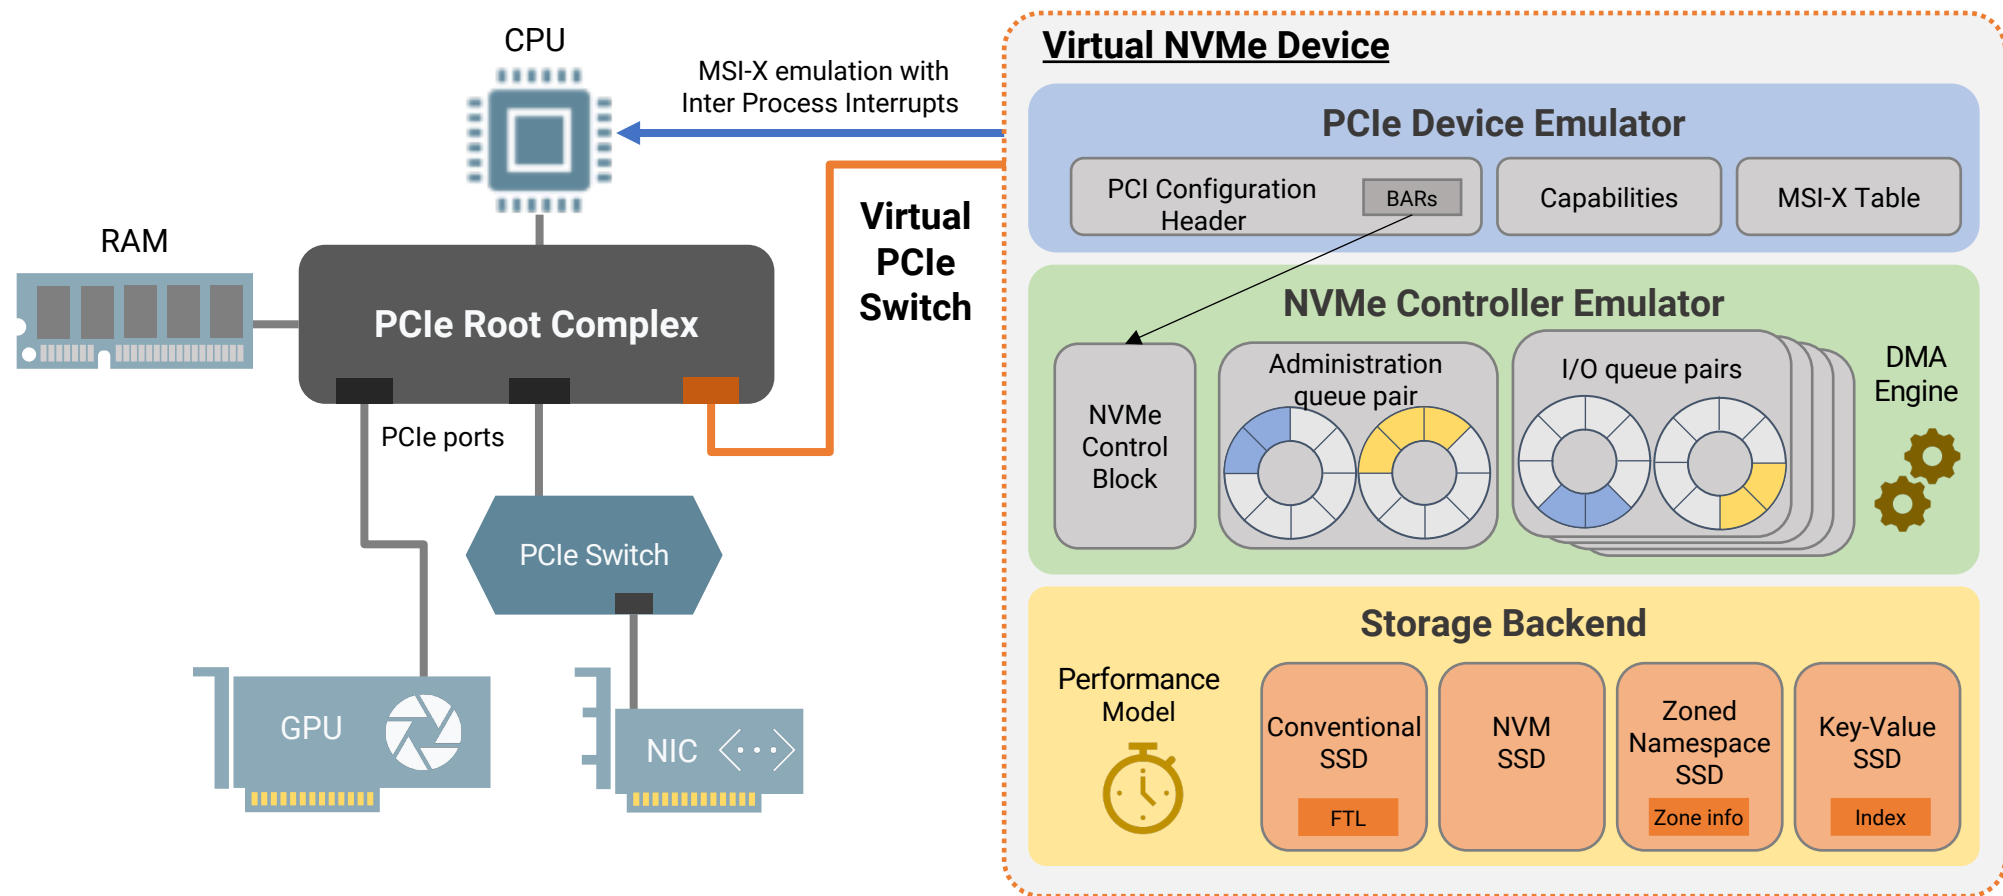 CPU
MSI-X emulation with
Inter Process Interrupts
RAM
PCIe Root Complex
PCIe ports
Virtual
PCIe
Switch
PCIe Switch
GPU
NIC
Virtual NVMe Device
PCIe Device Emulator
PCI Configuration
Header
BARs
Capabilities
MSI-X Table
NVMe Controller Emulator
NVMe
Control
Block
Administration
queue pair
I/O queue pairs
DMA
Engine
Storage Backend
Performance
Model
Conventional
SSD
FTL
NVM
SSD
Zoned
Namespace
SSD
Zone info
Key-Value
SSD
Index